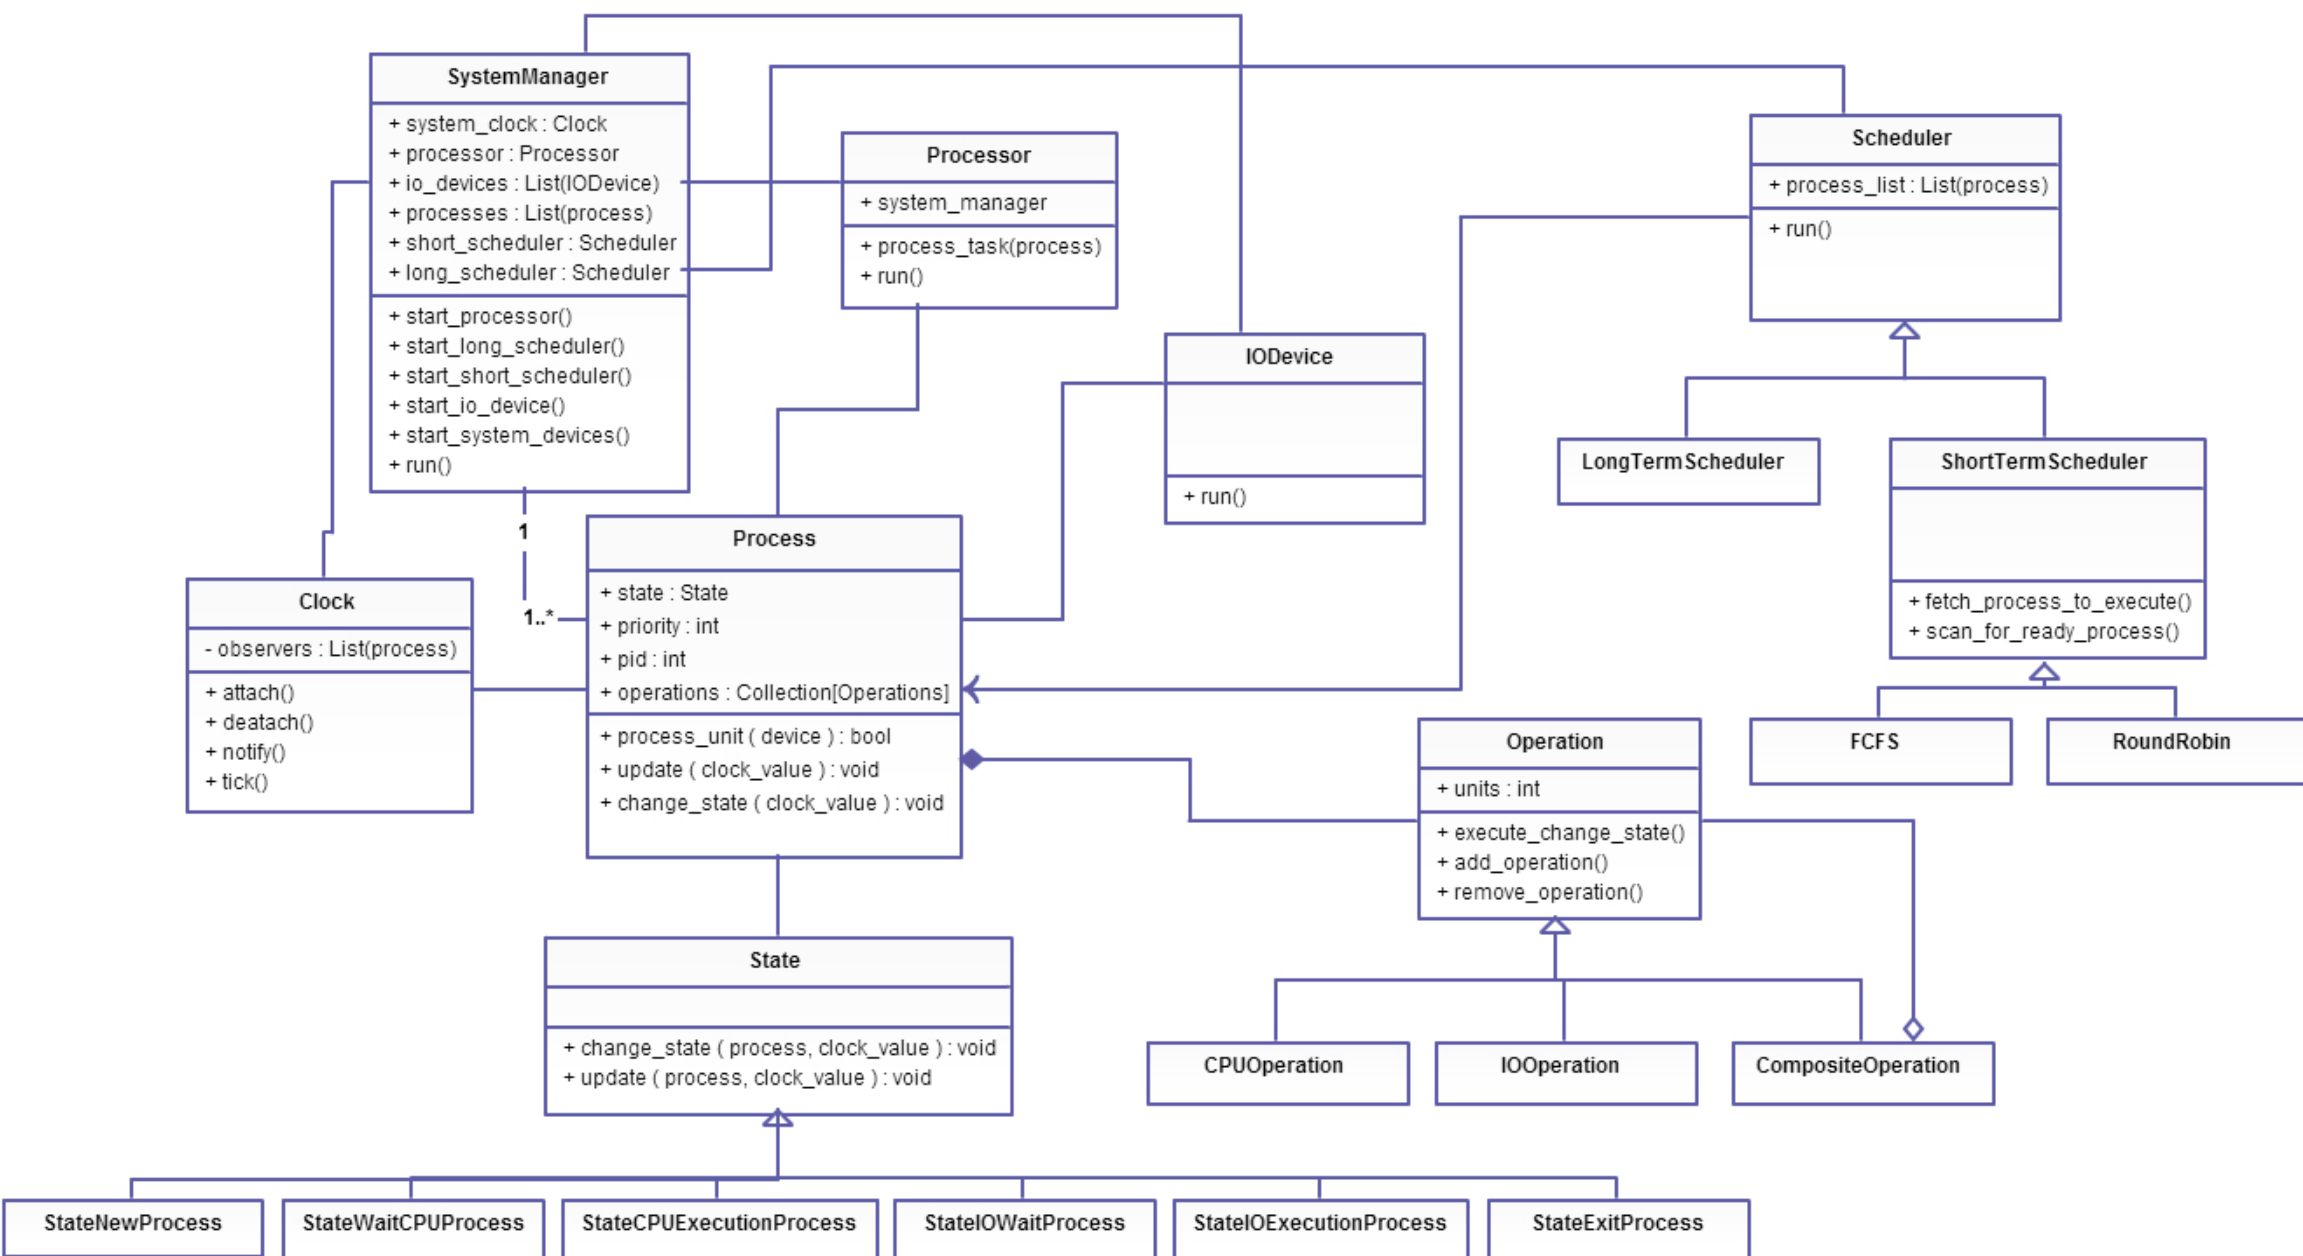 SystemManager
+ system_clock : Clock
+ processor : Processor
+ io_devices : List(IODevice)
+ processes : List(process)
+ short_scheduler : Scheduler
+ long_scheduler : Scheduler
+ start_processor()
+ start_long_scheduler()
+ start_short_scheduler()
+ start_io_device()
+ start_system_devices()
+ run()
Processor
+ system_manager
+ process_task(process)
+ run()
Scheduler
+ process_list : List(process)
+ run()
IODevice
+ run()
LongTermScheduler
ShortTermScheduler
+ fetch_process_to_execute()
+ scan_for_ready_process()
1
1..*
Process
+ state : State
+ priority : int
+ pid : int
+ operations : Collection[Operations]
+ process_unit ( device ) : bool
+ update ( clock_value ) : void
+ change_state ( clock_value ) : void
Clock
- observers : List(process)
+ attach()
+ deatach()
+ notify()
+ tick()
Operation
+ units : int
+ execute_change_state()
+ add_operation()
+ remove_operation()
FCFS
RoundRobin
State
+ change_state ( process, clock_value ) : void
+ update ( process, clock_value ) : void
CPUOperation
IOOperation
CompositeOperation
StateNewProcess
StateWaitCPUProcess
StateCPUExecutionProcess
StateIOWaitProcess
StateIOExecutionProcess
StateExitProcess